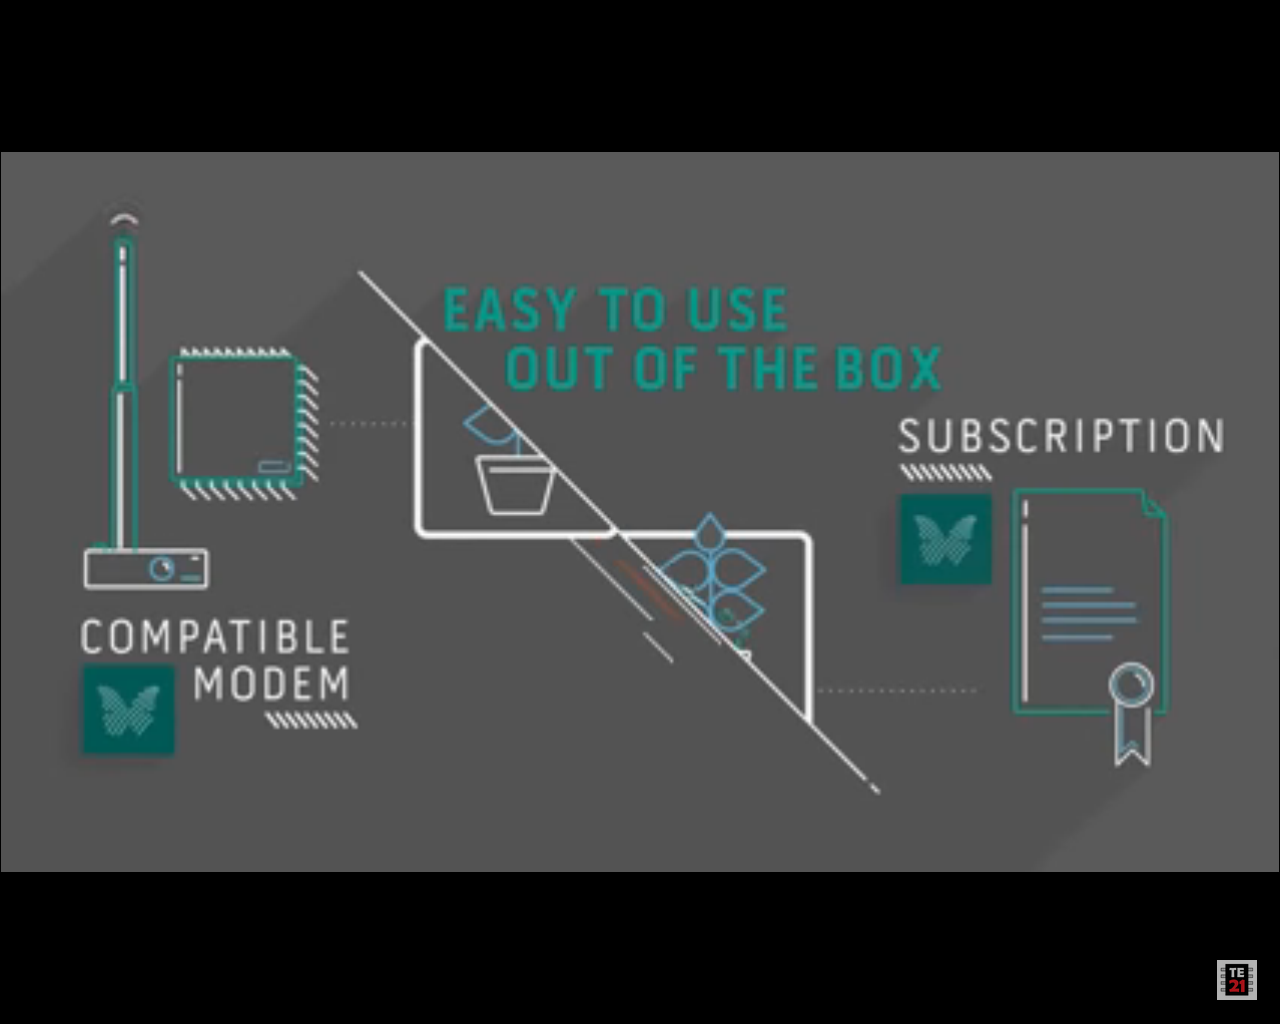 EASY TO USE
OUT OF THE BOX
SUBSCRIPTION
COMPATIBLE
MODEM
TE
21